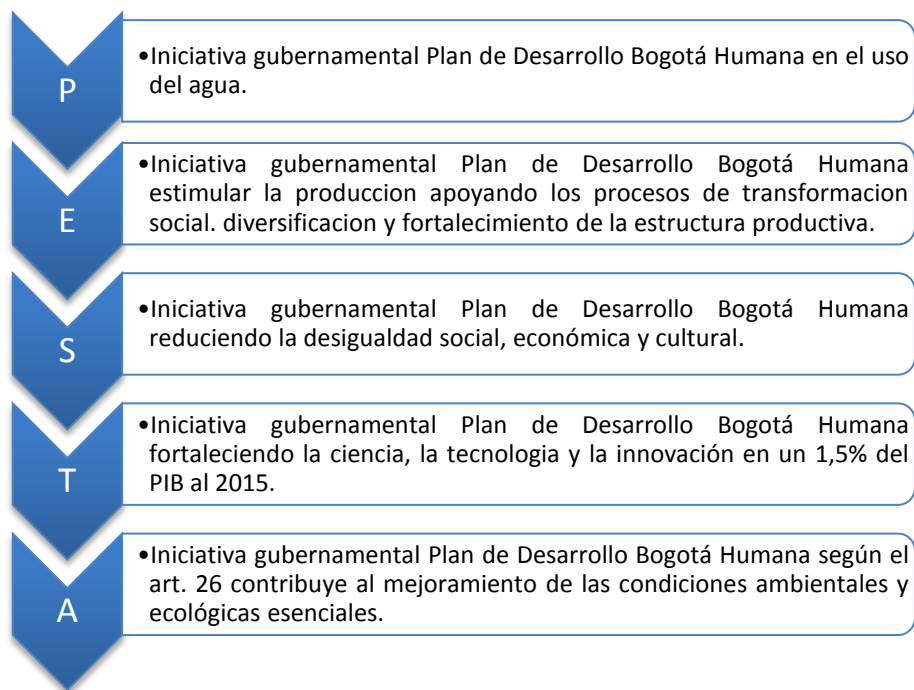 P
•Iniciativa gubernamental Plan de Desarrollo Bogotá Humana en el uso
del agua.
E
•Iniciativa gubernamental Plan de Desarrollo Bogotá Humana
estimular la produccion apoyando los procesos de transformacion
social. diversificacion y fortalecimiento de la estructura productiva.
S
•Iniciativa gubernamental Plan de Desarrollo Bogotá Humana
reduciendo la desigualdad social, económica y cultural.
T
•Iniciativa gubernamental Plan de Desarrollo Bogotá Humana
fortaleciendo la ciencia, la tecnologia y la innovación en un 1,5% del
PIB al 2015.
A
•Iniciativa gubernamental Plan de Desarrollo Bogotá Humana según el
art. 26 contribuye al mejoramiento de las condiciones ambientales y
ecológicas esenciales.